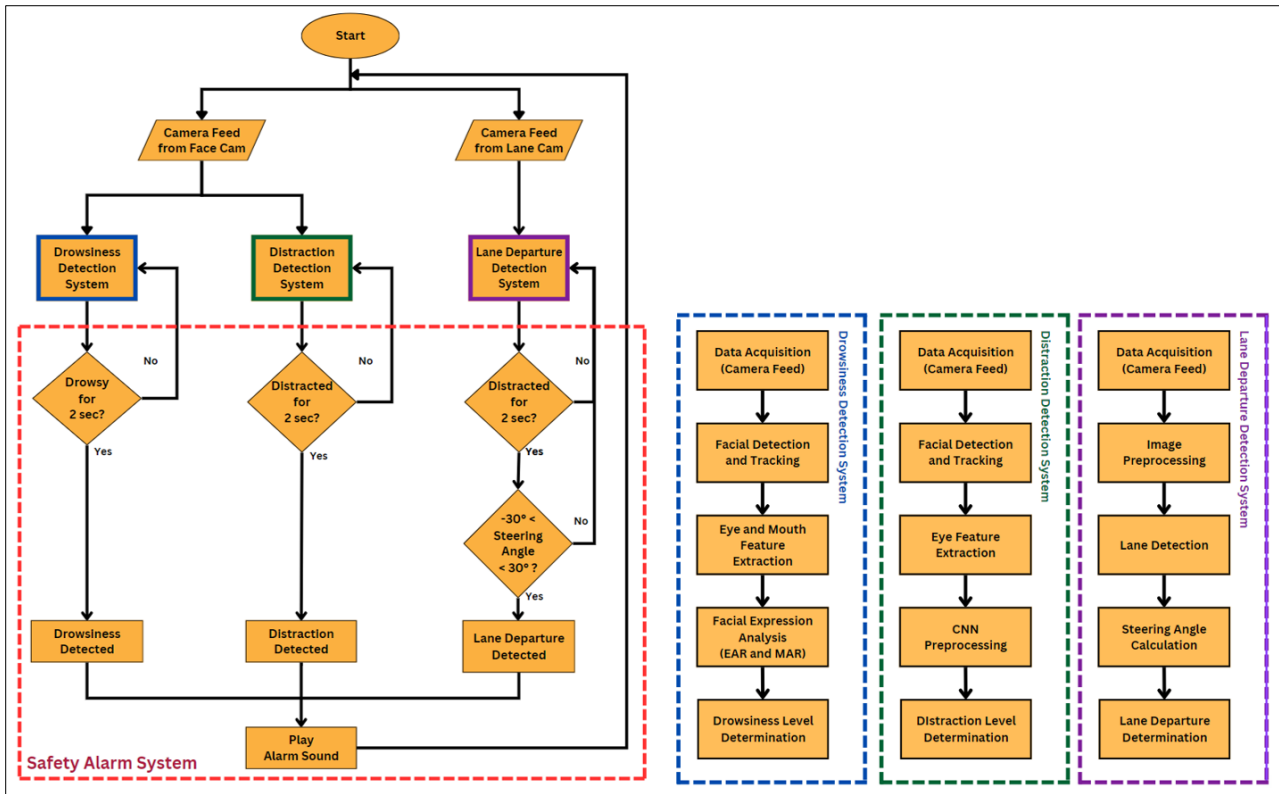 Start
Camera Feed
from Face Cam
Camera Feed
from Lane Cam
Drowsiness
Detection
System
Distraction
Detection
System
Lane Departure
Detection
System
Drowsy
for
2 sec?
No
Yes
Distracted
for
2 sec?
No
Yes
Distracted
for
2 sec?
No
Yes
-30° <
Steering
Angle
< 30° ?
No
Yes
Drowsiness
Detected
Distraction
Detected
Lane Departure
Detected
Play
Alarm Sound
Safety Alarm System
Data Acquisition
(Camera Feed)
Facial Detection
and Tracking
Eye and Mouth
Feature
Extraction
Facial Expression
Analysis
(EAR and MAR)
Drowsiness Level
Determination
Drowsiness Detection System
Data Acquisition
(Camera Feed)
Facial Detection
and Tracking
Eye Feature
Extraction
CNN
Preprocessing
DIstraction Level
Determination
Distraction Detection System
Data Acquisition
(Camera Feed)
Image
Preprocessing
Lane Detection
Steering Angle
Calculation
Lane Departure
Determination
Lane Departure Detection System